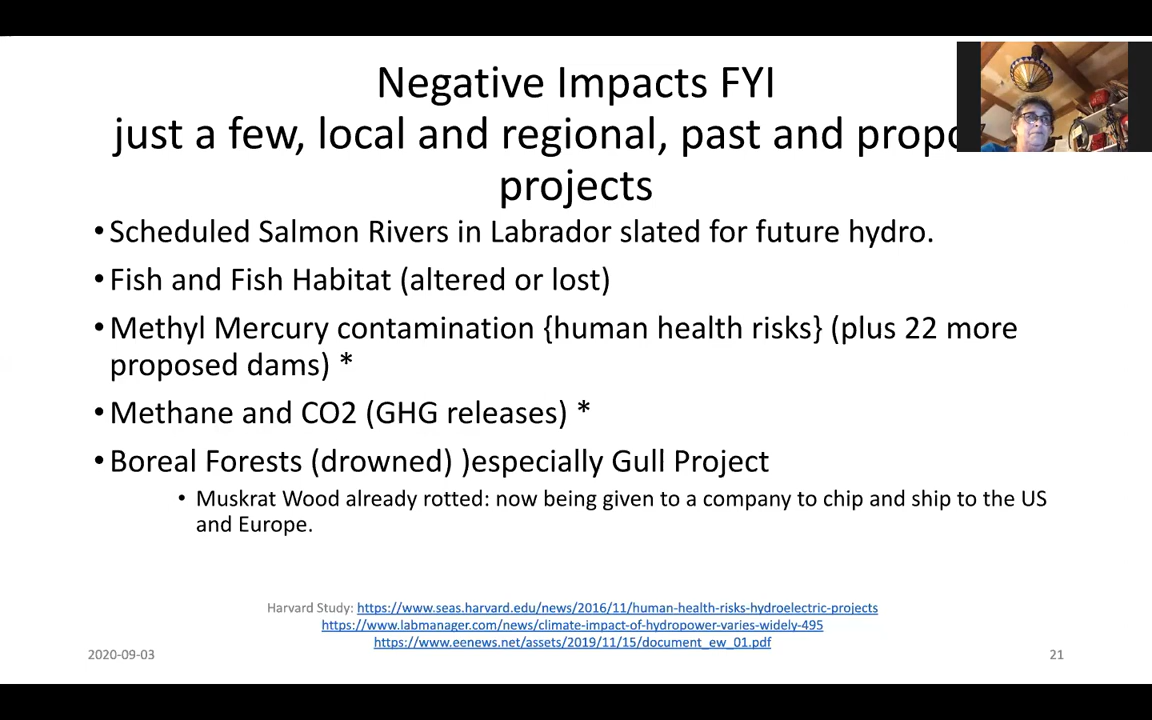 Negative Impacts FYI
just a few, local and regional, past and
projects
• Scheduled Salmon Rivers in Labrador slated for future hydro.
• Fish and Fish Habitat (altered or lost)
• Methyl Mercury contamination {human health risks} (plus 22 more
proposed dams) *
• Methane and CO2 (GHG releases) *
• Boreal Forests (drowned) )especially Gull Project
• Muskrat Wood already rotted: now being given to a company to chip and ship to the US
and Europe.
Harvard Study: https://www.seas.harvard.edu/news/2016/11/human-health-risks-hydroelectric-projects
https://www.labmanager.com/news/climate-impact-of-hydropower-varies-widely-495
https://www.eenews.net/assets/2019/11/15/document_ew_01.pdf
2020-09-03
21